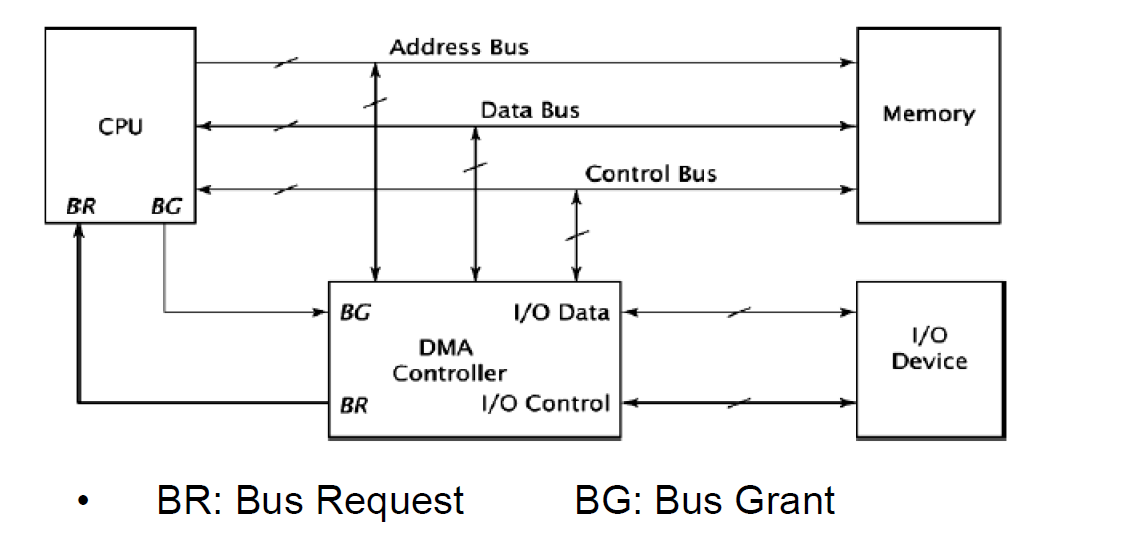 Address Bus
Data Bus
CPU
Memory
Control Bus
BR BG
BG I/O Data
DMA
Controller
I/O
Device
BR I/O Control
• BR: Bus Request BG: Bus Grant